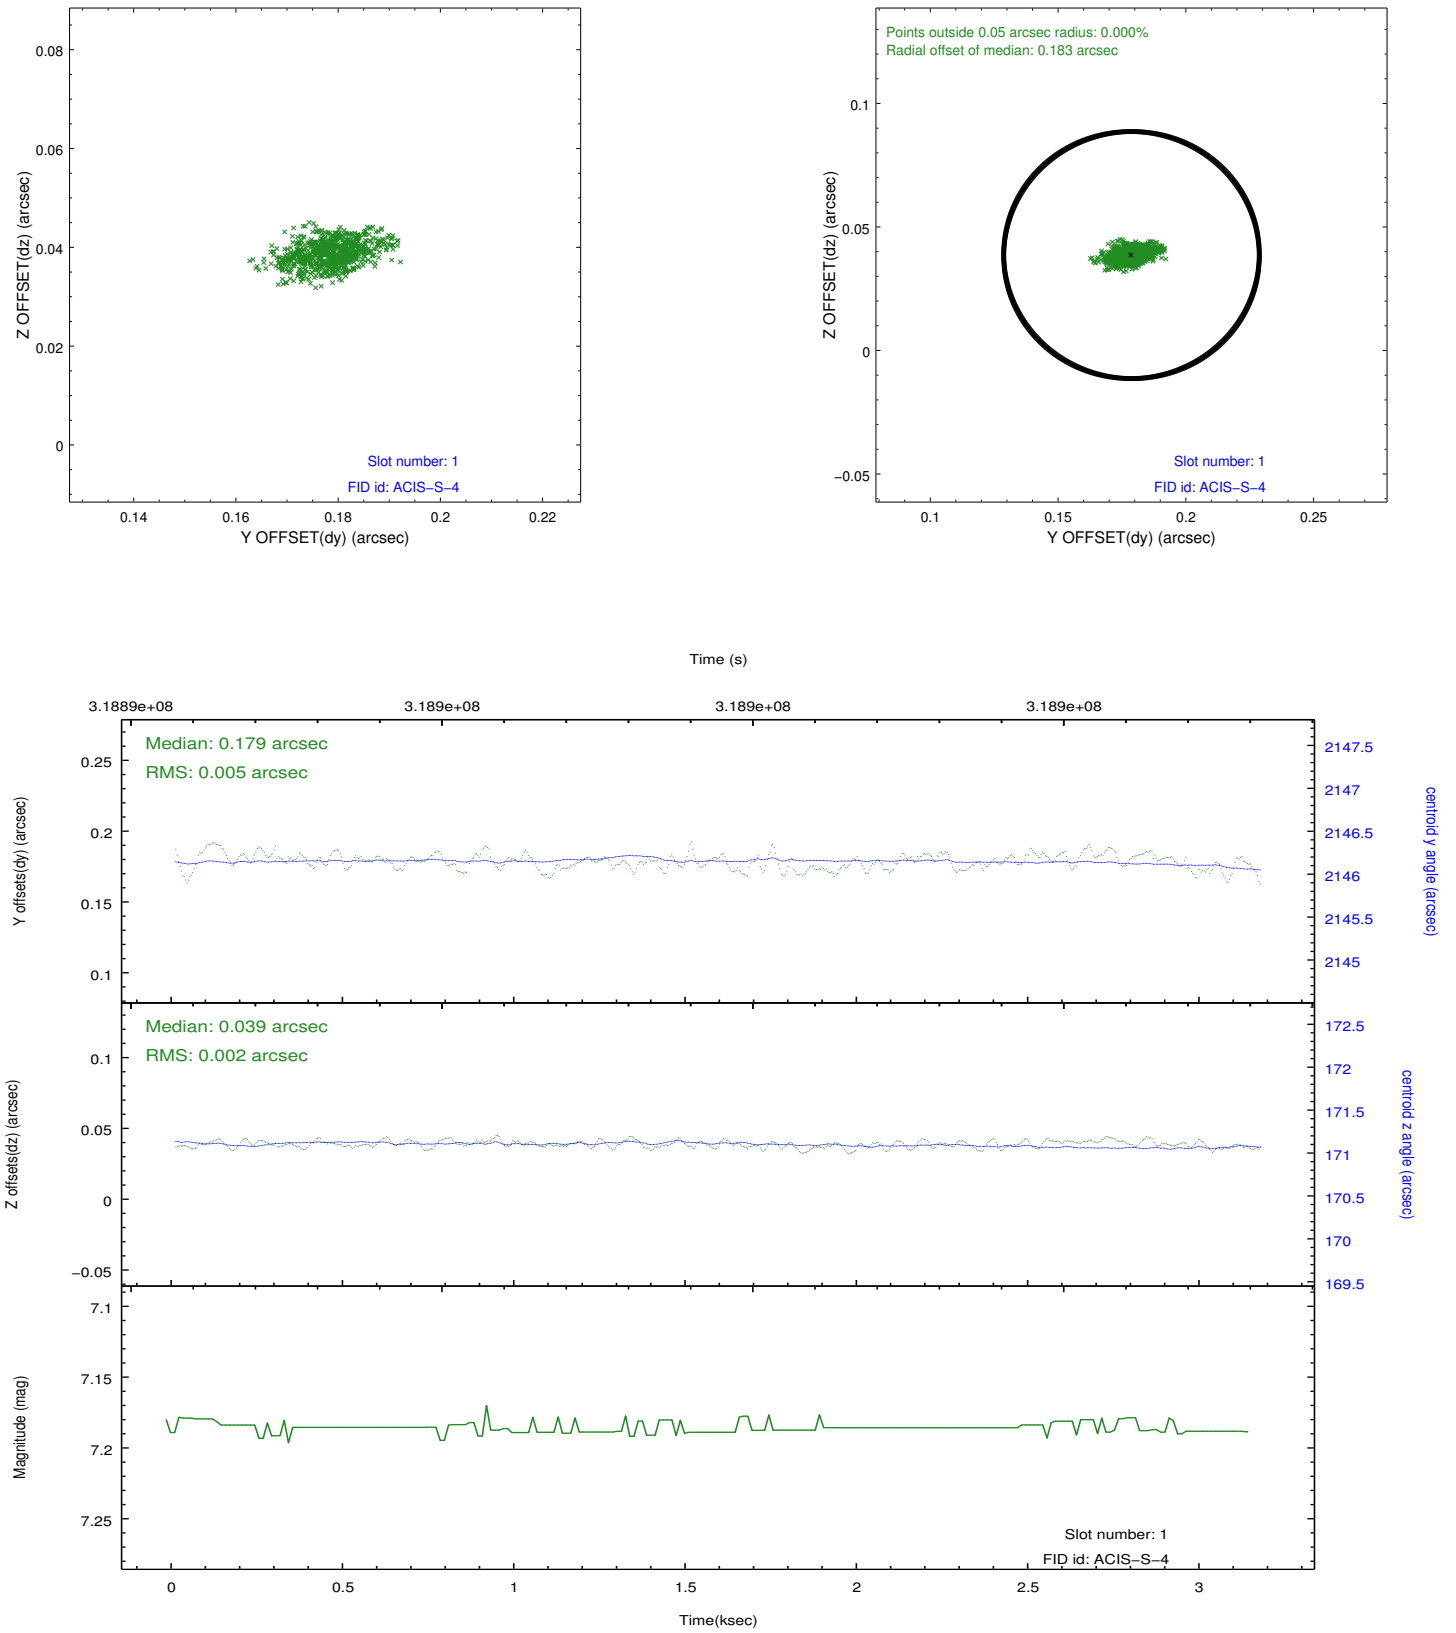 0.08
0.06
0.04
0.02
0
Z OFFSET(dz) (arcsec)
Slot number: 1
FID id: ACIS−S−4
0.14
0.16
0.18
0.2
0.22
Y OFFSET(dy) (arcsec)
Points outside 0.05 arcsec radius: 0.000%
Radial offset of median: 0.183 arcsec
0.1
0.05
0
−0.05
Z OFFSET(dz) (arcsec)
Slot number: 1
FID id: ACIS−S−4
0.1
0.15
0.2
0.25
Y OFFSET(dy) (arcsec)
Time (s)
3.1889e+08
3.189e+08
3.189e+08
3.189e+08
Median: 0.179 arcsec
RMS: 0.005 arcsec
0.25
0.2
0.15
0.1
Y offsets(dy) (arcsec)
2147.5
2147
2146.5
2146
2145.5
2145
centroid y angle (arcsec)
Median: 0.039 arcsec
RMS: 0.002 arcsec
0.1
0.05
0
−0.05
Z offsets(dz) (arcsec)
172.5
172
171.5
171
170.5
170
169.5
centroid z angle (arcsec)
7.1
7.15
7.2
7.25
Magnitude (mag)
Slot number: 1
FID id: ACIS−S−4
0
0.5
1
1.5
2
2.5
3
Time(ksec)